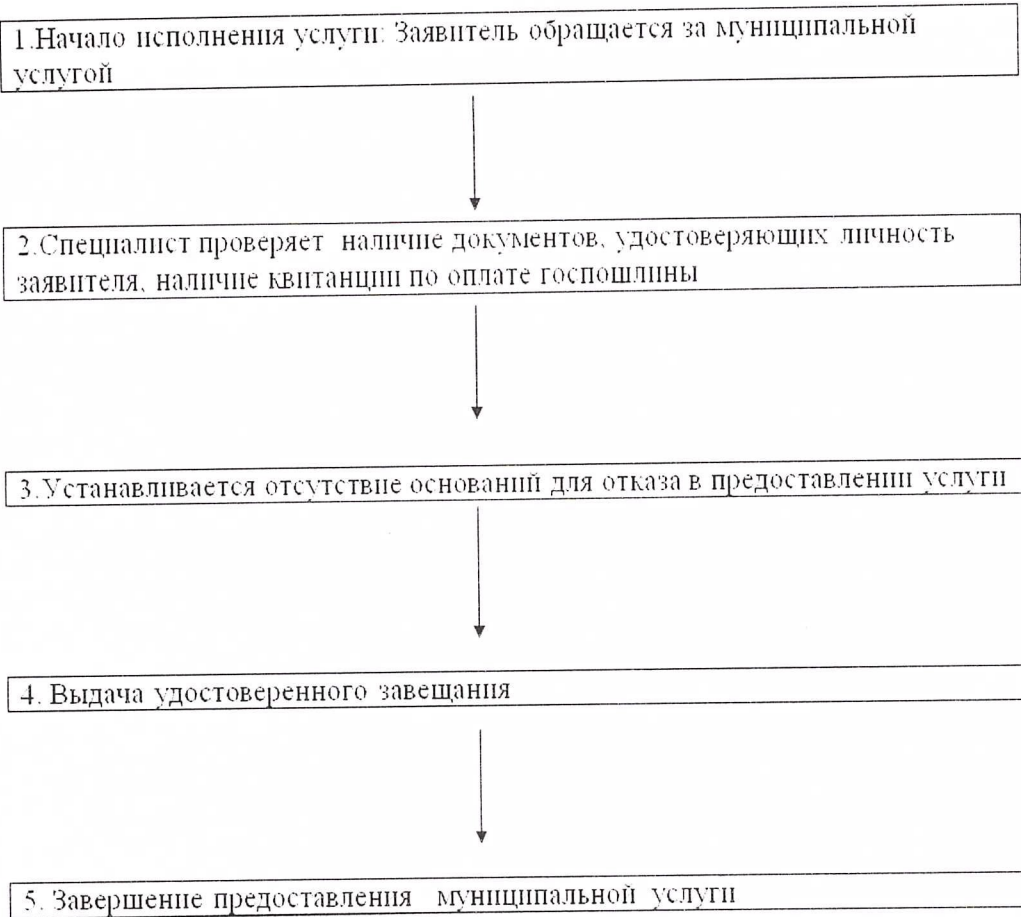 1.Начало исполнения услуги: Заявитель обращается за муниципальной
услугой
2.Специалист проверяет наличие документов, удостоверяющих личность
заявителя, наличие квитанции по оплате госпошлины
3.Устанавливается отсутствие оснований для отказа в предоставлении услуги
4. Выдача удостоверенного завещания
5. Завершение предоставления муниципальной услуги